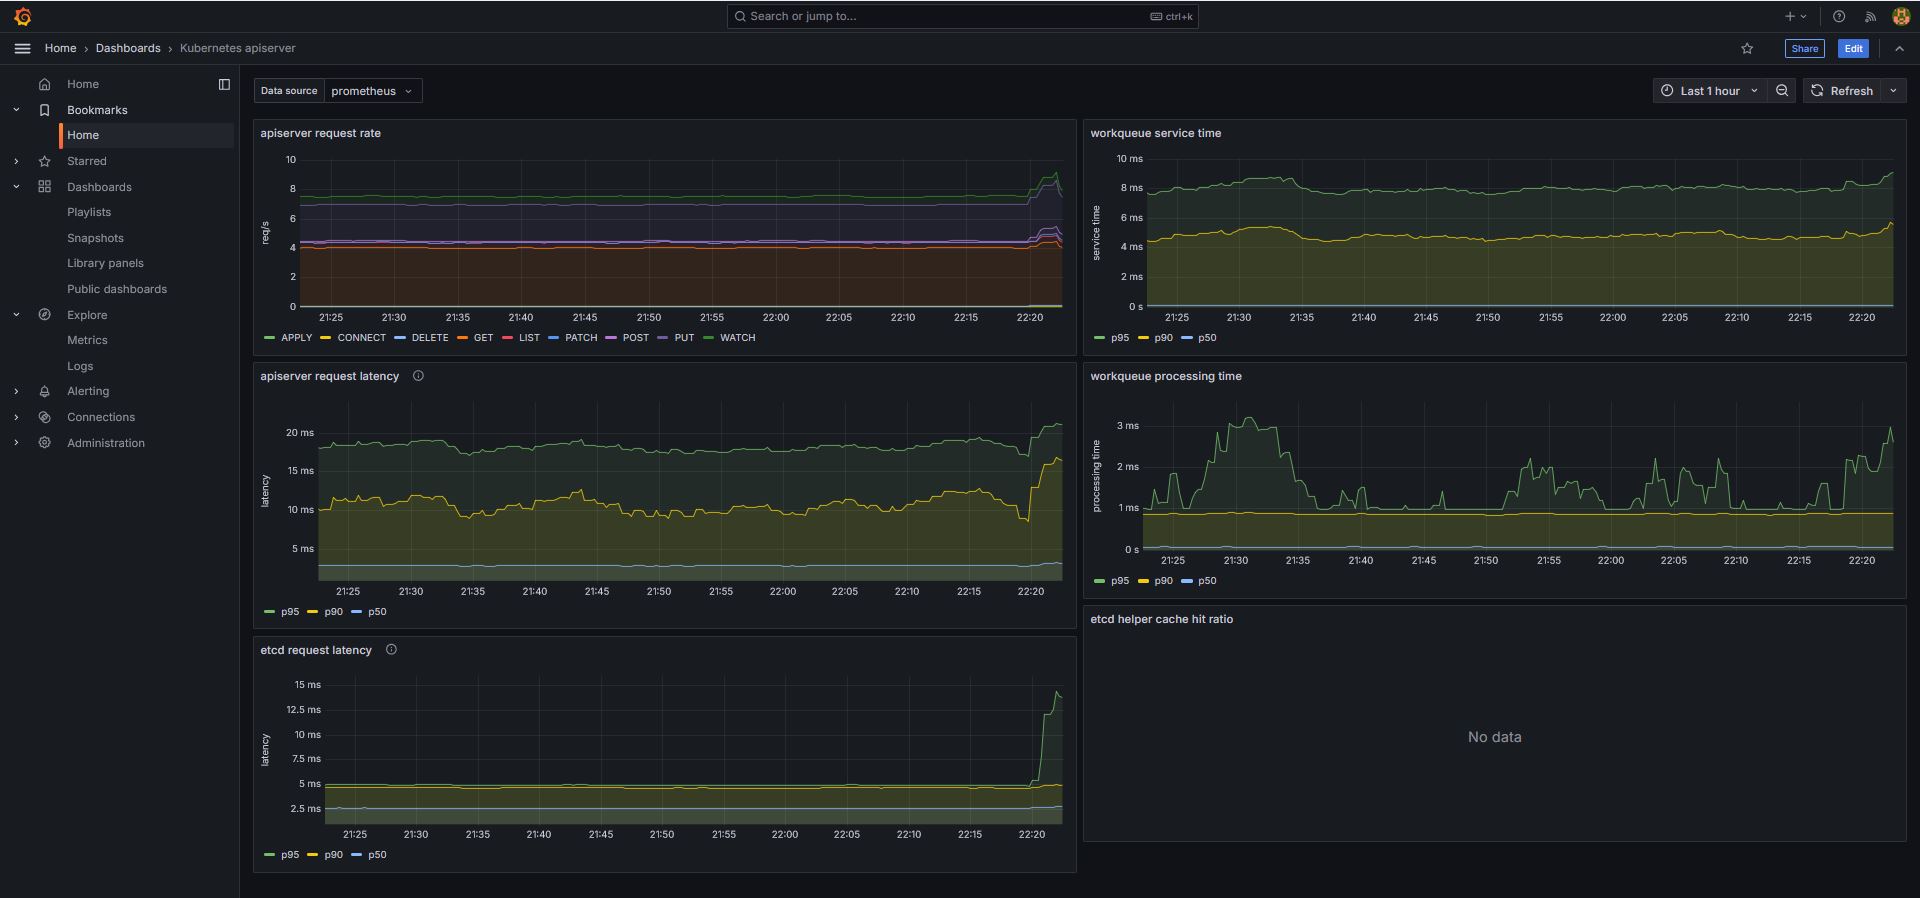 Search or jump to...
ctrl+k
Home › Dashboards › Kubernetes apiserver
Share
Edit
Home
Bookmarks
Home
Starred
Dashboards
Playlists
Snapshots
Library panels
Public dashboards
Explore
Metrics
Logs
Alerting
Connections
Administration
Data source prometheus
Last 1 hour
Refresh
apiserver request rate
req/s
10
8
6
4
2
0
21:25 21:30 21:35 21:40 21:45 21:50 21:55 22:00 22:05 22:10 22:15 22:20
APPLY CONNECT DELETE GET LIST PATCH POST PUT WATCH
workqueue service time
service time
10 ms
8 ms
6 ms
4 ms
2 ms
0 s
21:25 21:30 21:35 21:40 21:45 21:50 21:55 22:00 22:05 22:10 22:15 22:20
p95 p90 p50
apiserver request latency
latency
20 ms
15 ms
10 ms
5 ms
21:25 21:30 21:35 21:40 21:45 21:50 21:55 22:00 22:05 22:10 22:15 22:20
p95 p90 p50
workqueue processing time
processing time
3 ms
2 ms
1 ms
0 s
21:25 21:30 21:35 21:40 21:45 21:50 21:55 22:00 22:05 22:10 22:15 22:20
p95 p90 p50
etcd request latency
latency
15 ms
12.5 ms
10 ms
7.5 ms
5 ms
2.5 ms
21:25 21:30 21:35 21:40 21:45 21:50 21:55 22:00 22:05 22:10 22:15 22:20
p95 p90 p50
etcd helper cache hit ratio
No data